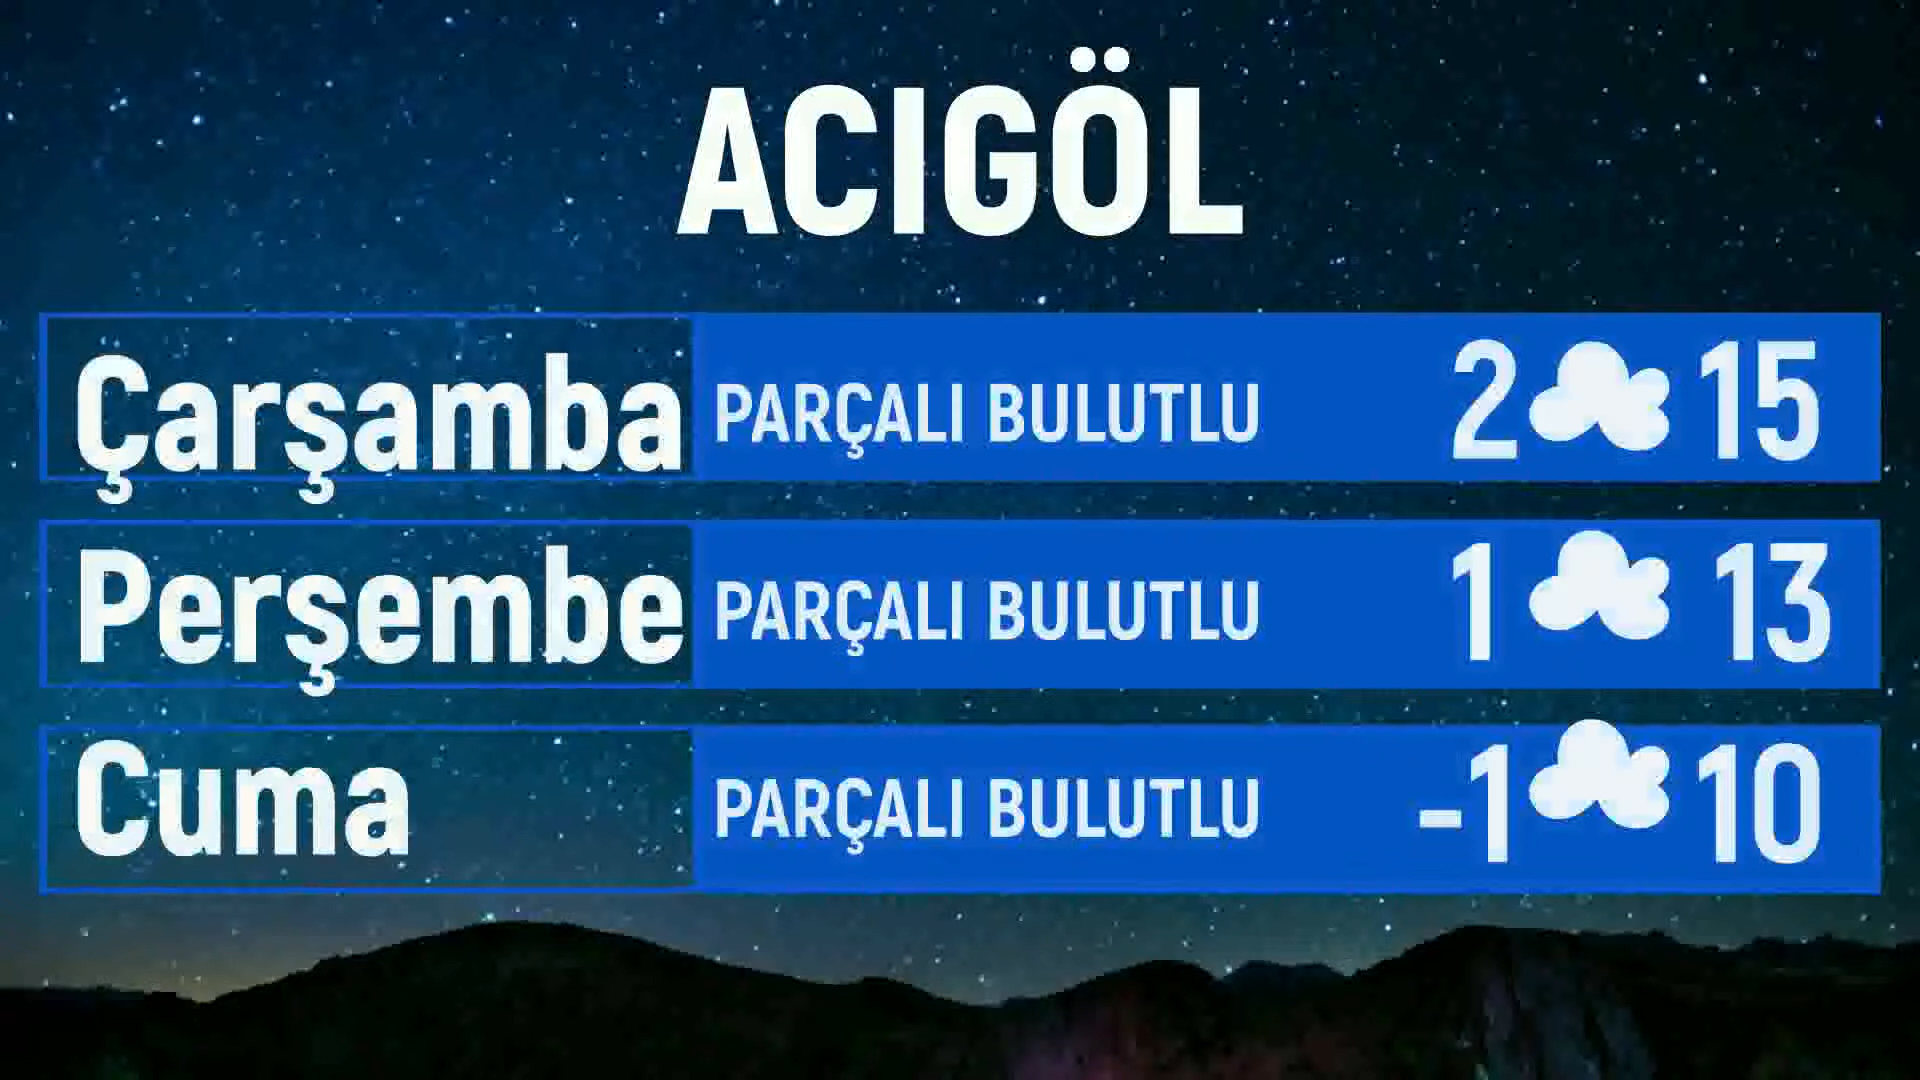 ACIGÖL
Çarşamba PARÇALI BULUTLU 2 15
Perşembe PARÇALI BULUTLU 1 13
Cuma PARÇALI BULUTLU -1 10